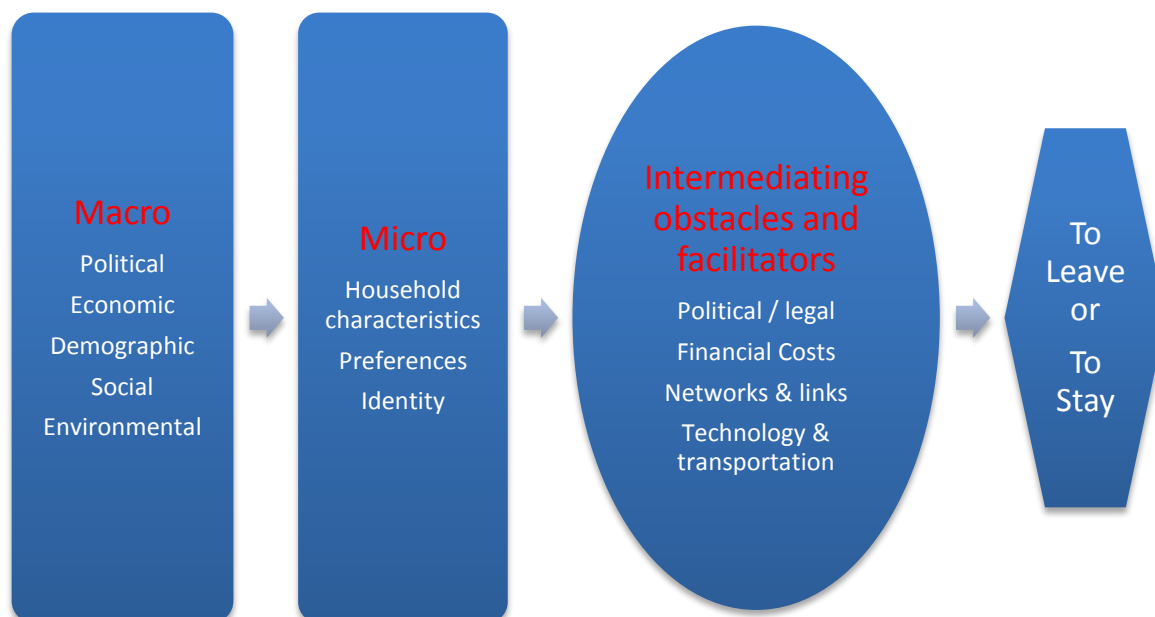 Macro
Political
Economic
Demographic
Social
Environmental
Micro
Household
characteristics
Preferences
Identity
Intermediating
obstacles and
facilitators
Political / legal
Financial Costs
Networks & links
Technology &
transportation
To
Leave
or
To
Stay